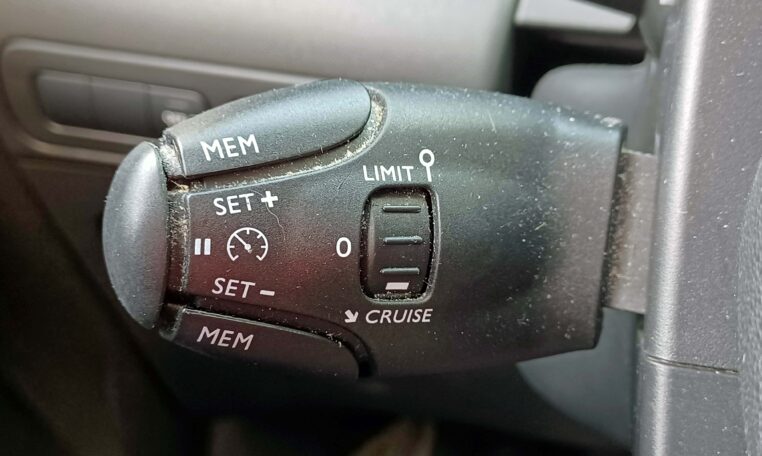 MEM
LIMIT
SET +
0
SET -
CRUISE
MEM